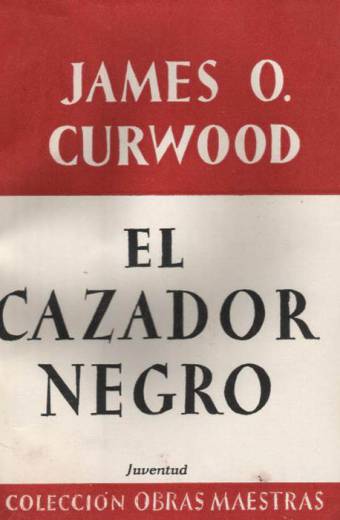 JAMES O.
CURWOOD
EL
CAZADOR
NEGRO
Juventud
COLECCIÓN OBRAS MAESTRAS